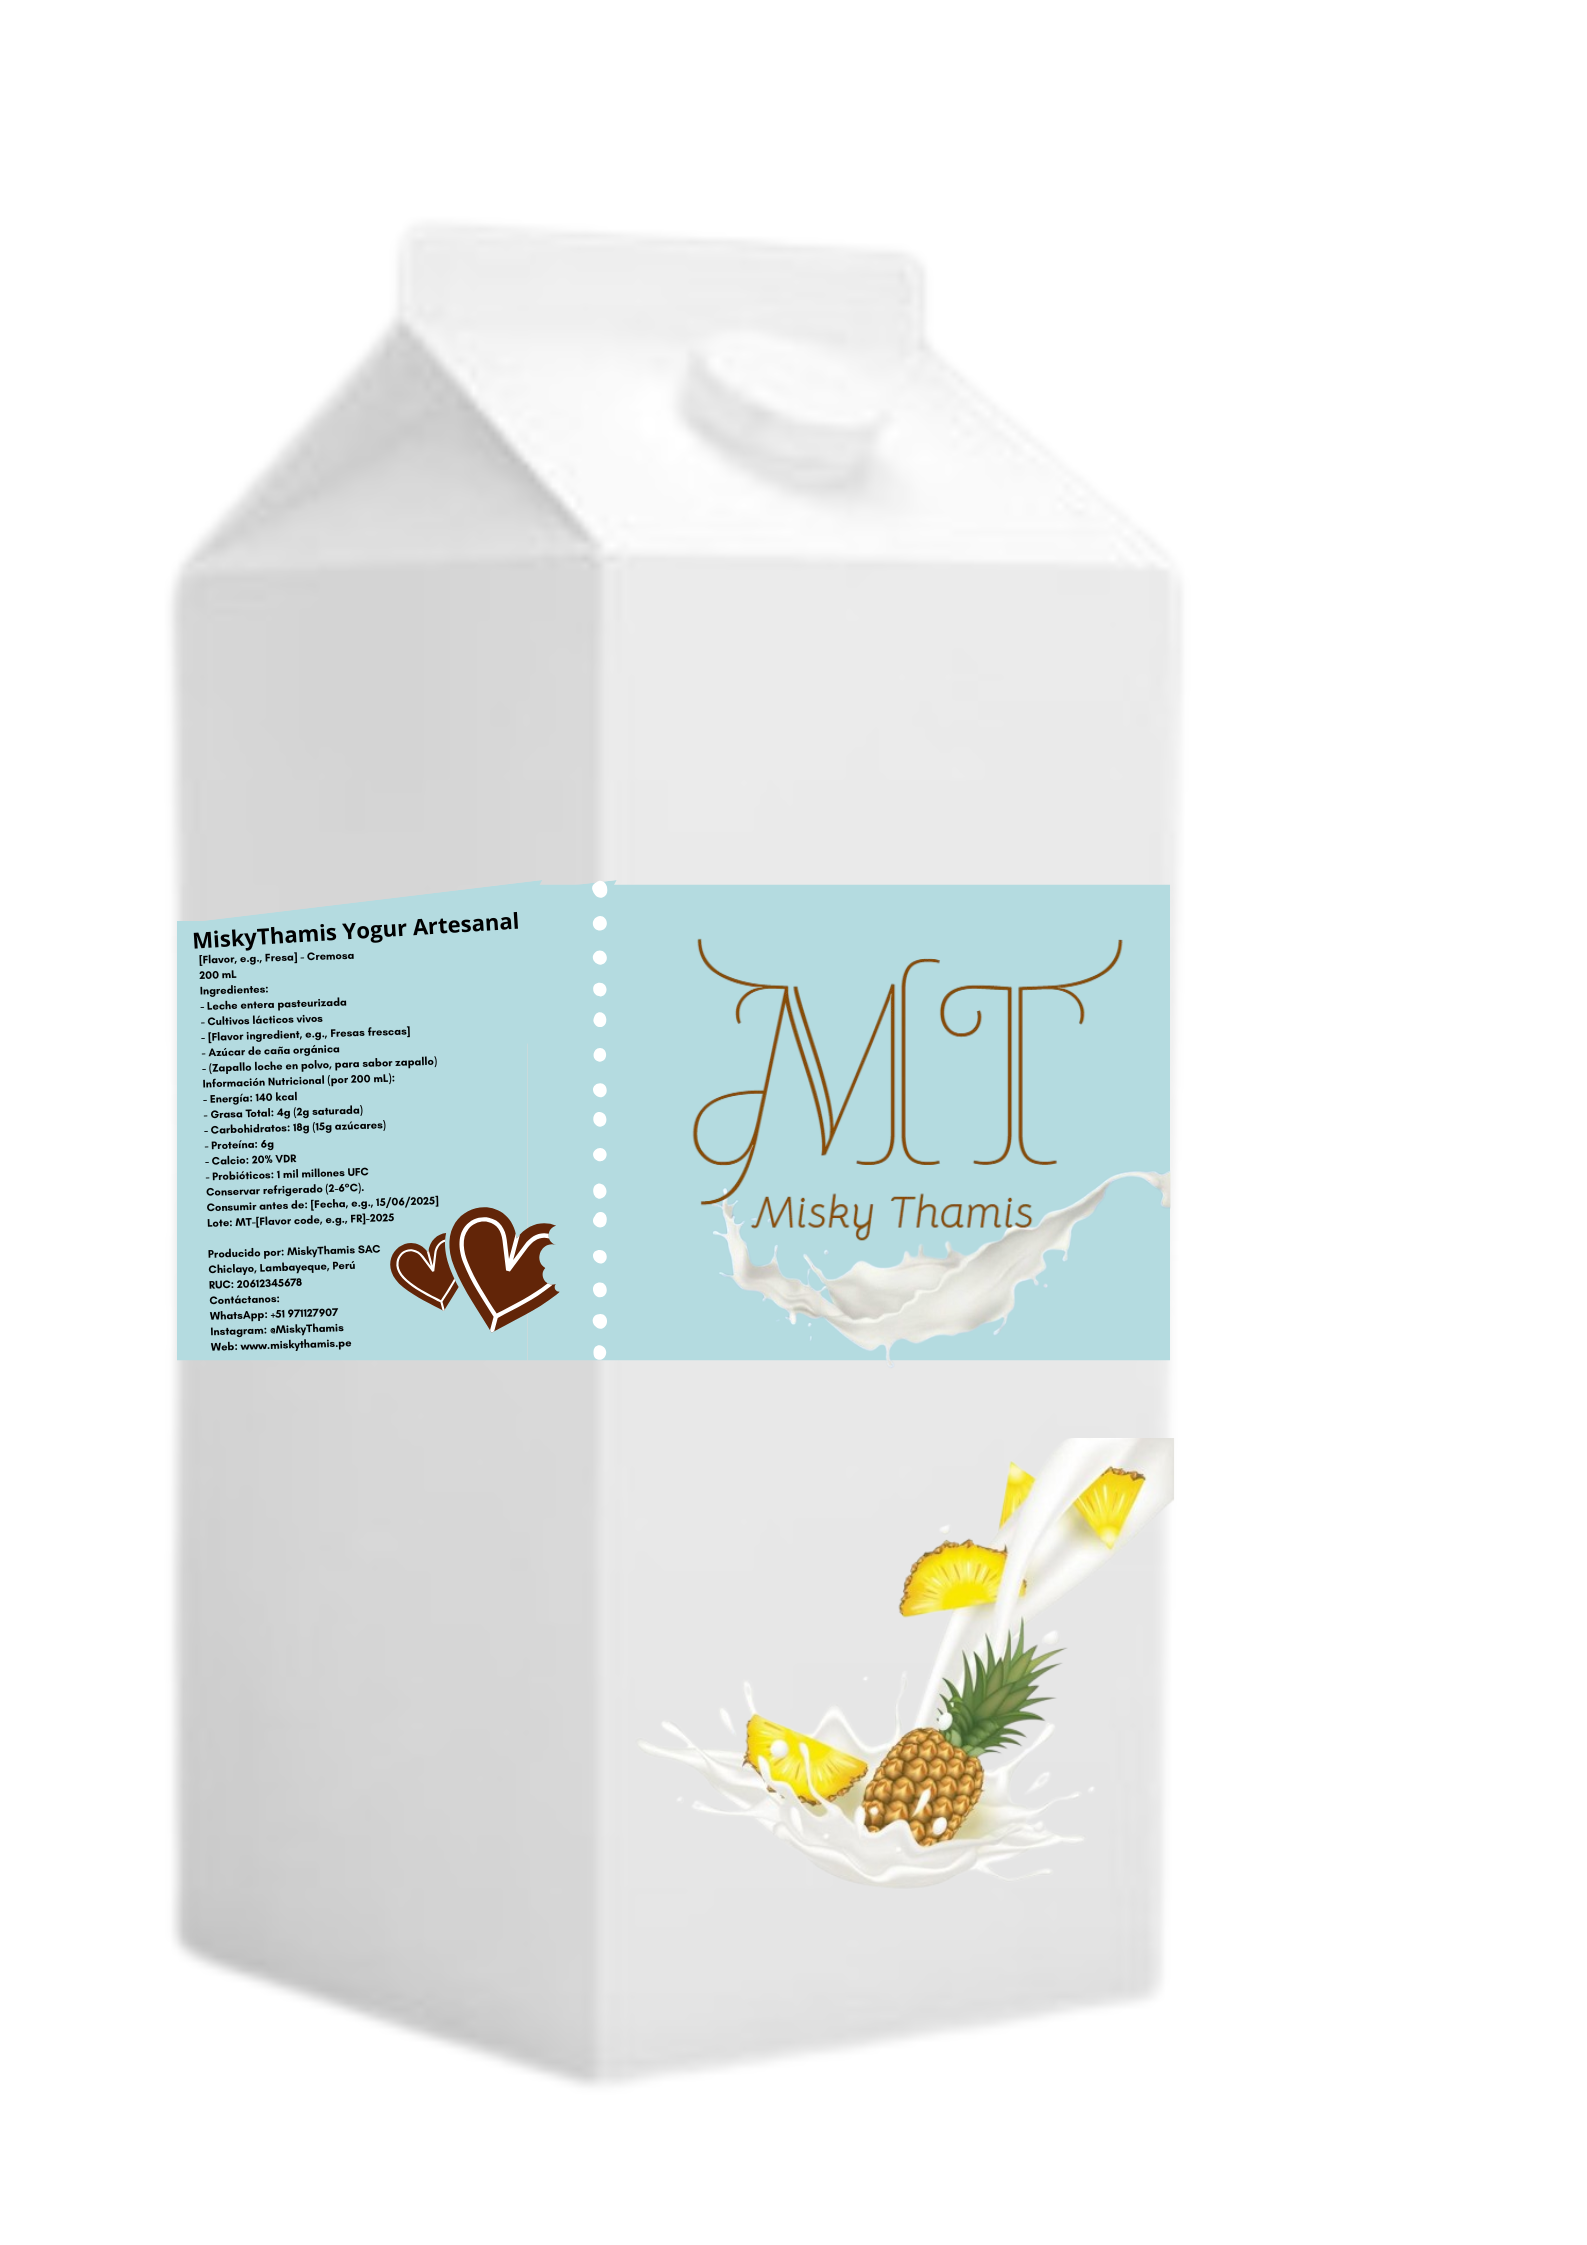 MiskyThamis Yogur Artesanal
[Flavor, e.g., Fresa] - Cremosa
200 mL
Ingredientes:
- Leche entera pasteurizada
- Cultivos lácticos vivos
- [Flavor ingredient, e.g., Fresas frescas]
- Azúcar de caña orgánica
- (Zapallo loche en polvo, para sabor zapallo)
Información Nutricional (por 200 mL):
- Energía: 140 kcal
- Grasa Total: 4g (2g saturada)
- Carbohidratos: 18g (15g azúcares)
- Proteína: 6g
- Calcio: 20% VDR
- Probióticos: 1 mil millones UFC
Conservar refrigerado (2-6°C).
Consumir antes de: [Fecha, e.g., 15/06/2025]
Lote: MT-[Flavor code, e.g., FR]-2025
Producido por: MiskyThamis SAC
Chiclayo, Lambayeque, Perú
RUC: 20612345678
Contáctanos:
WhatsApp: +51 971127907
Instagram: @MiskyThamis
Web: www.miskythamis.pe
MT
Misky Thamis